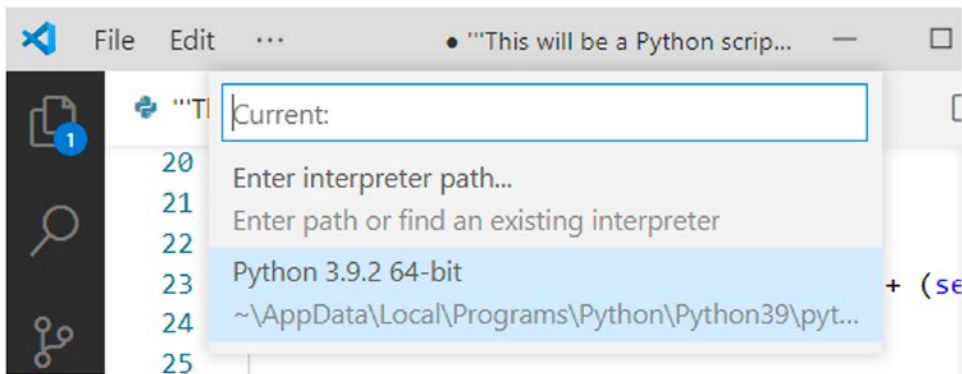 File Edit ... ● '''This will be a Python scrip...
'''T
Current:
1
20
Enter interpreter path...
21
Enter path or find an existing interpreter
22
Python 3.9.2 64-bit
23 + (se
~\AppData\Local\Programs\Python\Python39\pyt...
24
25